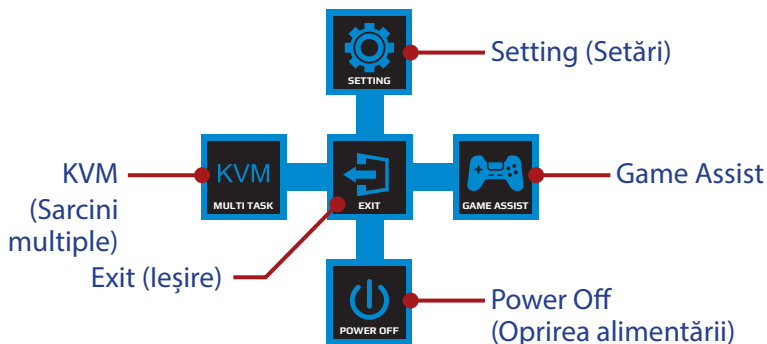 SETTING
Setting (Setări)
KVM
MULTI TASK
EXIT
GAME ASSIST
KVM
(Sarcini
multiple)
Game Assist
Exit (Ieșire)
POWER OFF
Power Off
(Oprirea alimentării)